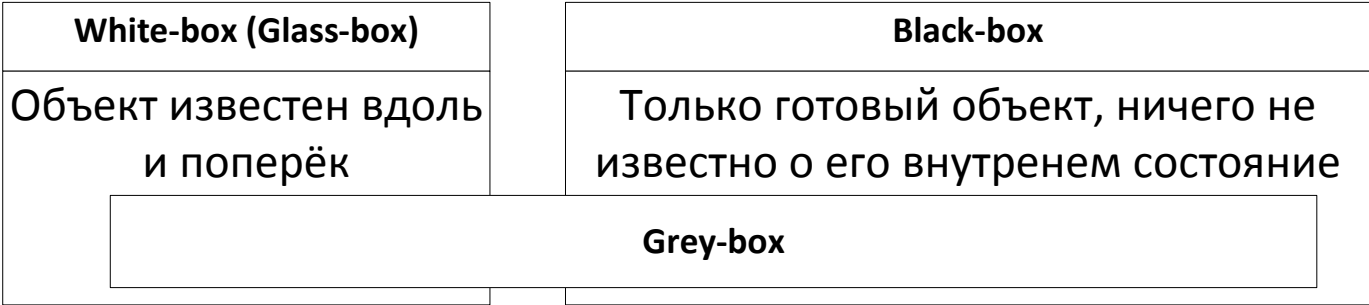 White-box (Glass-box)
Объект известен вдоль
и поперёк
Black-box
Только готовый объект, ничего не
известно о его внутренем состояние
Grey-box